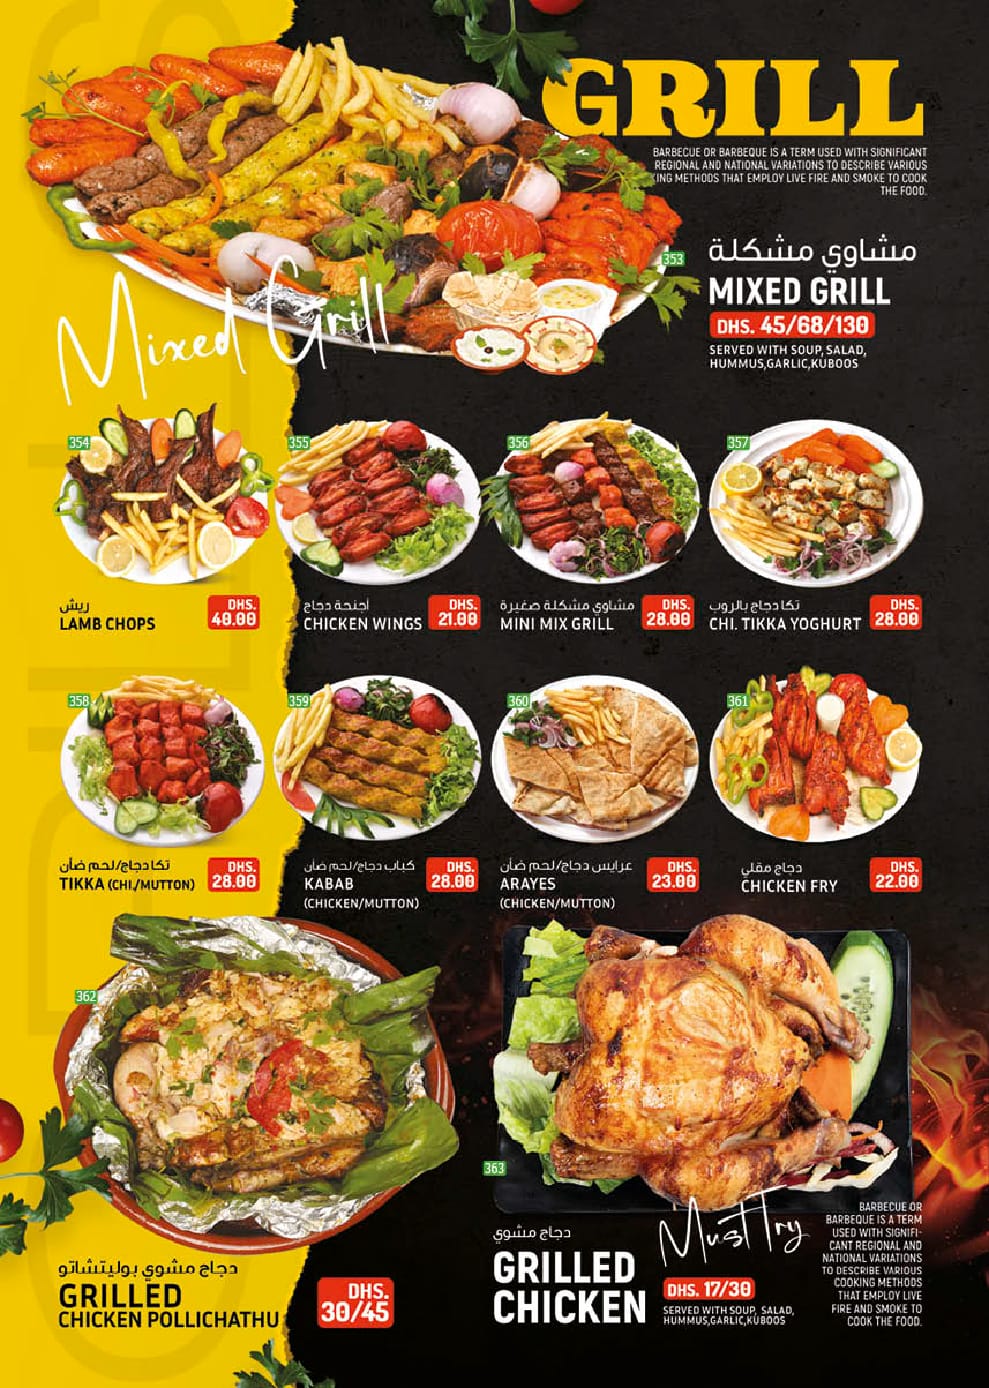 GRILL
BARBECUE OR BARBEQUE IS A TERM USED WITH SIGNIFICANT
REGIONAL AND NATIONAL VARIATIONS TO DESCRIBE VARIOUS
KING METHODS THAT EMPLOY LIVE FIRE AND SMOKE TO COOK
THE FOOD.
353
مشاوي مشكلة
MIXED GRILL
DHS. 45/68/130
SERVED WITH SOUP, SALAD,
HUMMUS,GARLIC,KUBOOS
Mixed Grill
354
ريش
LAMB CHOPS
DHS.
40.00
355
اجنحة دجاج
CHICKEN WINGS
DHS.
21.00
356
مشاوي مشكلة صغيرة
MINI MIX GRILL
DHS.
28.00
357
تكا دجاج بالروب
CHI. TIKKA YOGHURT
DHS.
28.00
358
تكا دجاج/لحم ضأن
TIKKA (CHI./MUTTON)
DHS.
28.00
359
كباب دجاج/لحم ضان
KABAB
(CHICKEN/MUTTON)
DHS.
28.00
360
عرايس دجاج/لحم ضأن
ARAYES
(CHICKEN/MUTTON)
DHS.
23.00
361
دجاج مقلي
CHICKEN FRY
DHS.
22.00
362
دجاج مشوي بوليتشاتو
GRILLED
CHICKEN POLLICHATHU
DHS.
30/45
363
دجاج مشوي
GRILLED
CHICKEN
Must Try
DHS. 17/30
SERVED WITH SOUP, SALAD,
HUMMUS,GARLIC,KUBOOS
BARBECUE OR
BARBEQUE IS A TERM
USED WITH SIGNIFI-
CANT REGIONAL AND
NATIONAL VARIATIONS
TO DESCRIBE VARIOUS
COOKING METHODS
THAT EMPLOY LIVE
FIRE AND SMOKE TO
COOK THE FOOD.